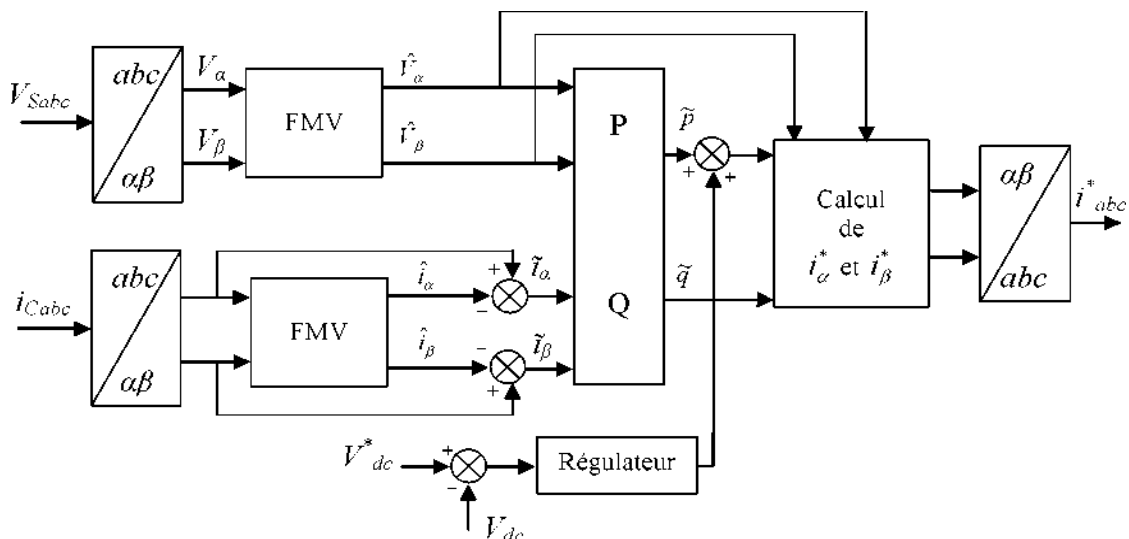 V_Sabc
abc
αβ
V_α
V_β
FMV
v̂_α
v̂_β
P
Q
p̃
q̃
+
+
Calcul
de
i*_α et i*_β
αβ
abc
i*_abc
i_Cabc
abc
αβ
FMV
î_α
î_β
+
−
−
+
ĩ_α
ĩ_β
V*_dc
+
−
V_dc
Régulateur